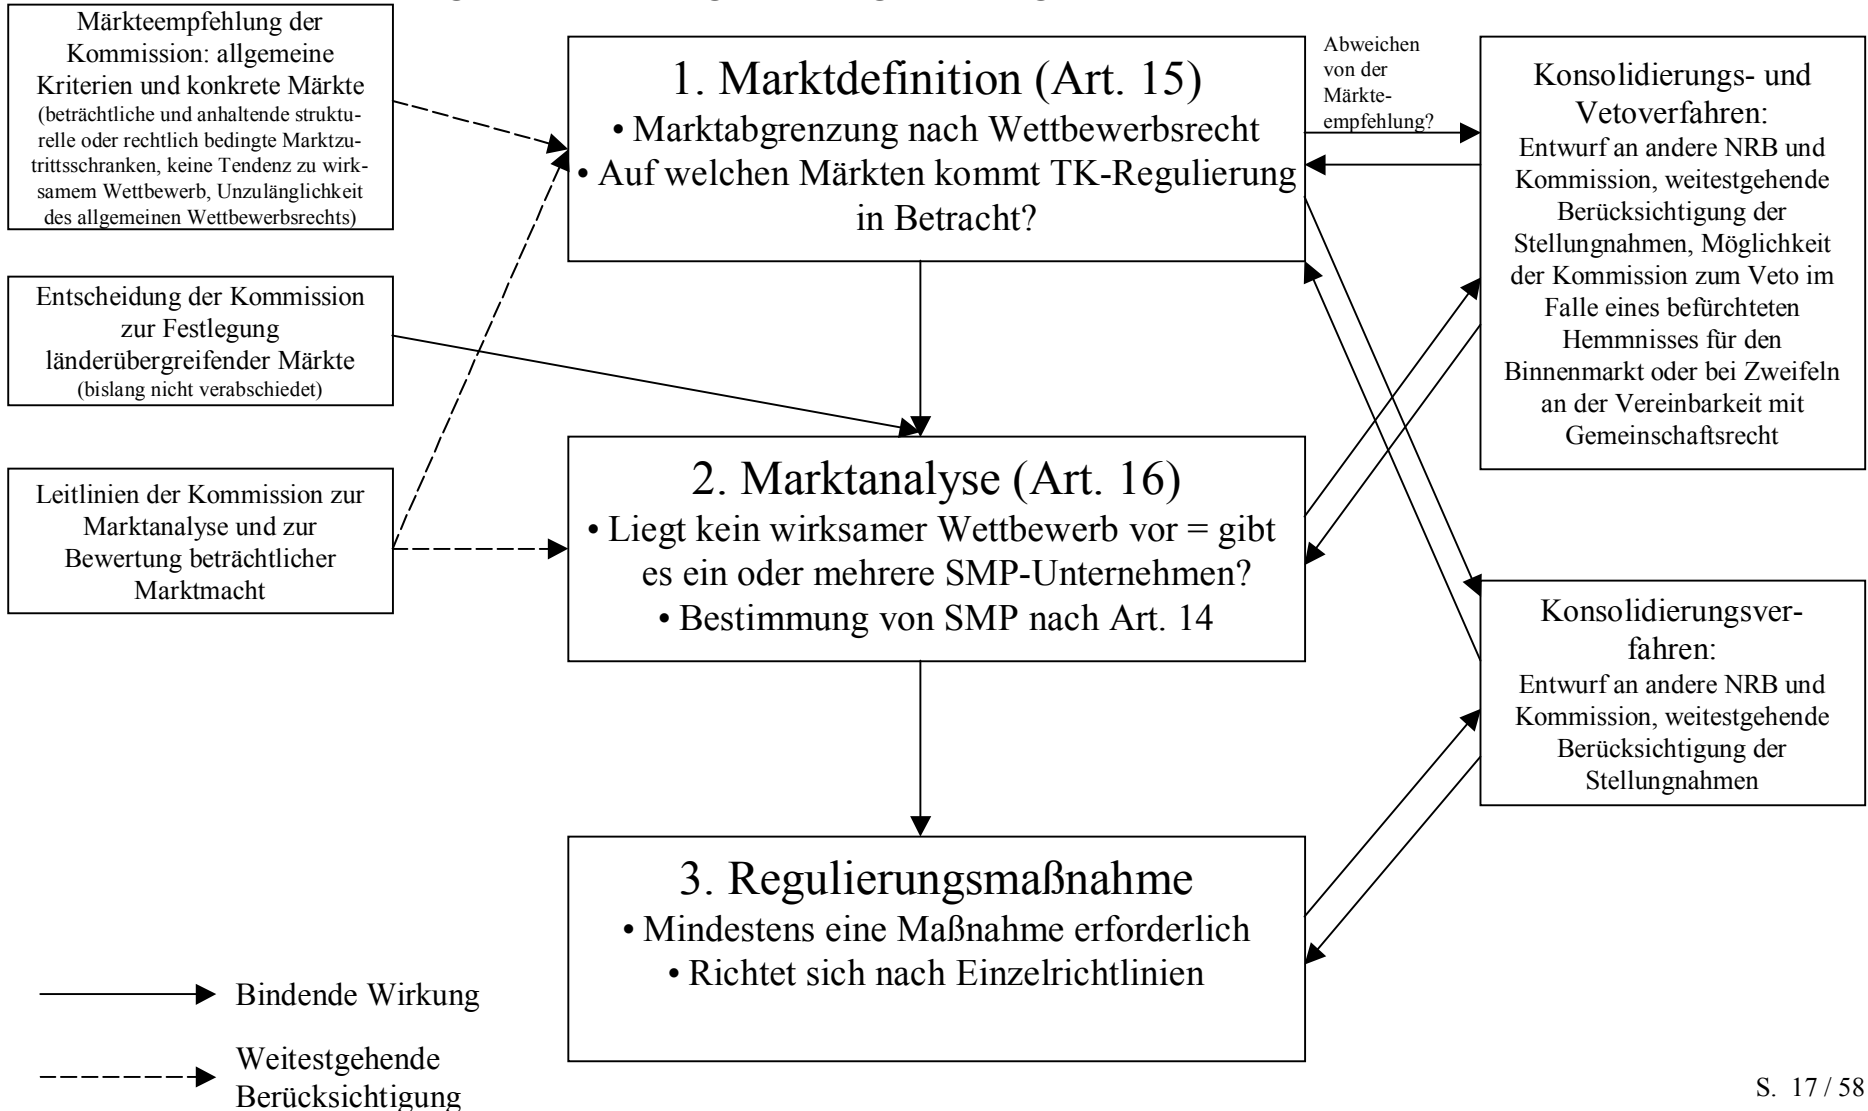 Märkteempfehlung der
Kommission: allgemeine
Kriterien und konkrete Märkte
(beträchtliche und anhaltende struktu-
relle oder rechtlich bedingte Marktzu-
trittsschranken, keine Tendenz zu wirk-
samem Wettbewerb, Unzulänglichkeit
des allgemeinen Wettbewerbsrechts)
Entscheidung der Kommission
zur Festlegung
länderübergreifender Märkte
(bislang nicht verabschiedet)
Leitlinien der Kommission zur
Marktanalyse und zur
Bewertung beträchtlicher
Marktmacht
1. Marktdefinition (Art. 15)
• Marktabgrenzung nach Wettbewerbsrecht
• Auf welchen Märkten kommt TK-Regulierung
in Betracht?
2. Marktanalyse (Art. 16)
• Liegt kein wirksamer Wettbewerb vor = gibt
es ein oder mehrere SMP-Unternehmen?
• Bestimmung von SMP nach Art. 14
3. Regulierungsmaßnahme
• Mindestens eine Maßnahme erforderlich
• Richtet sich nach Einzelrichtlinien
Abweichen
von der
Märkte-
empfehlung?
Konsolidierungs- und
Vetoverfahren:
Entwurf an andere NRB und
Kommission, weitestgehende
Berücksichtigung der
Stellungnahmen, Möglichkeit
der Kommission zum Veto im
Falle eines befürchteten
Hemmnisses für den
Binnenmarkt oder bei Zweifeln
an der Vereinbarkeit mit
Gemeinschaftsrecht
Konsolidierungsver-
fahren:
Entwurf an andere NRB und
Kommission, weitestgehende
Berücksichtigung der
Stellungnahmen
Bindende Wirkung
Weitestgehende
Berücksichtigung
S. 17 / 58